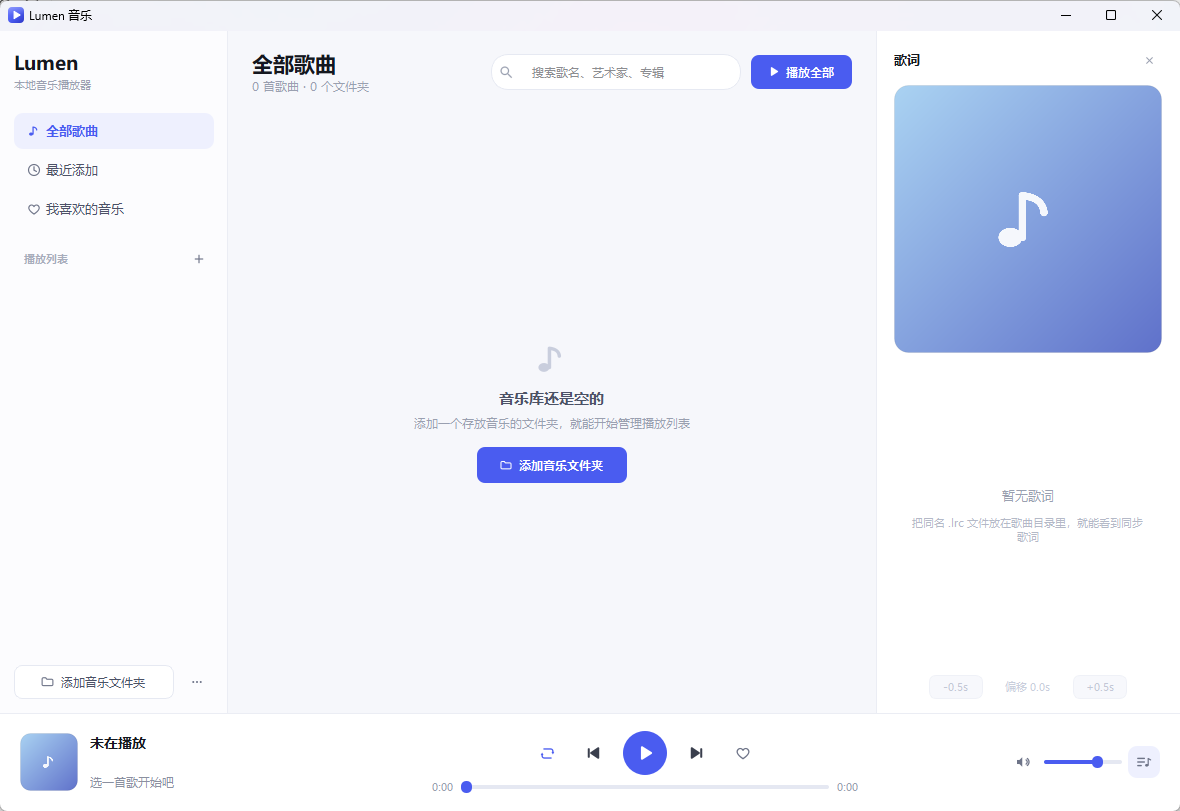 Lumen 音乐
Lumen
本地音乐播放器
全部歌曲
最近添加
我喜欢的音乐
播放列表
添加音乐文件夹
全部歌曲
0 首歌曲 · 0 个文件夹
搜索歌名、艺术家、专辑
播放全部
音乐库还是空的
添加一个存放音乐的文件夹，就能开始管理播放列表
添加音乐文件夹
歌词
暂无歌词
把同名 .lrc 文件放在歌曲目录里，就能看到同步
歌词
-0.5s 偏移 0.0s +0.5s
未在播放
选一首歌开始吧
0:00 0:00